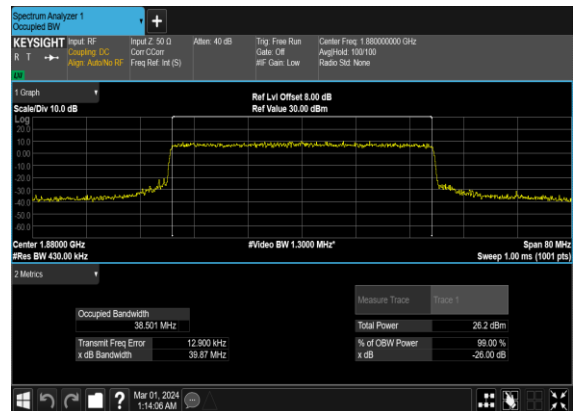 Spectrum Analyzer 1
Occupied BW
KEYSIGHT
R T
LW
Input: RF
Coupling: DC
Align: Auto/No RF
Input Z: 50 Ω
Corr CCorr
Freq Ref: Int (S)
Atten: 40 dB
Trig: Free Run
Gate: Off
#IF Gain: Low
Center Freq: 1.880000000 GHz
Avg|Hold: 100/100
Radio Std: None
1 Graph
Scale/Div 10.0 dB
Ref Lvl Offset 8.00 dB
Ref Value 30.00 dBm
Log
20.0
10.0
0.00
-10.0
-20.0
-30.0
-40.0
-50.0
-60.0
Center 1.88000 GHz
#Res BW 430.00 kHz
#Video BW 1.3000 MHz*
Span 80 MHz
Sweep 1.00 ms (1001 pts)
2 Metrics
Measure Trace
Trace 1
Occupied Bandwidth
38.501 MHz
Total Power
26.2 dBm
Transmit Freq Error
12.900 kHz
% of OBW Power
99.00 %
x dB Bandwidth
39.87 MHz
x dB
-26.00 dB
?
Mar 01, 2024
1:14:06 AM